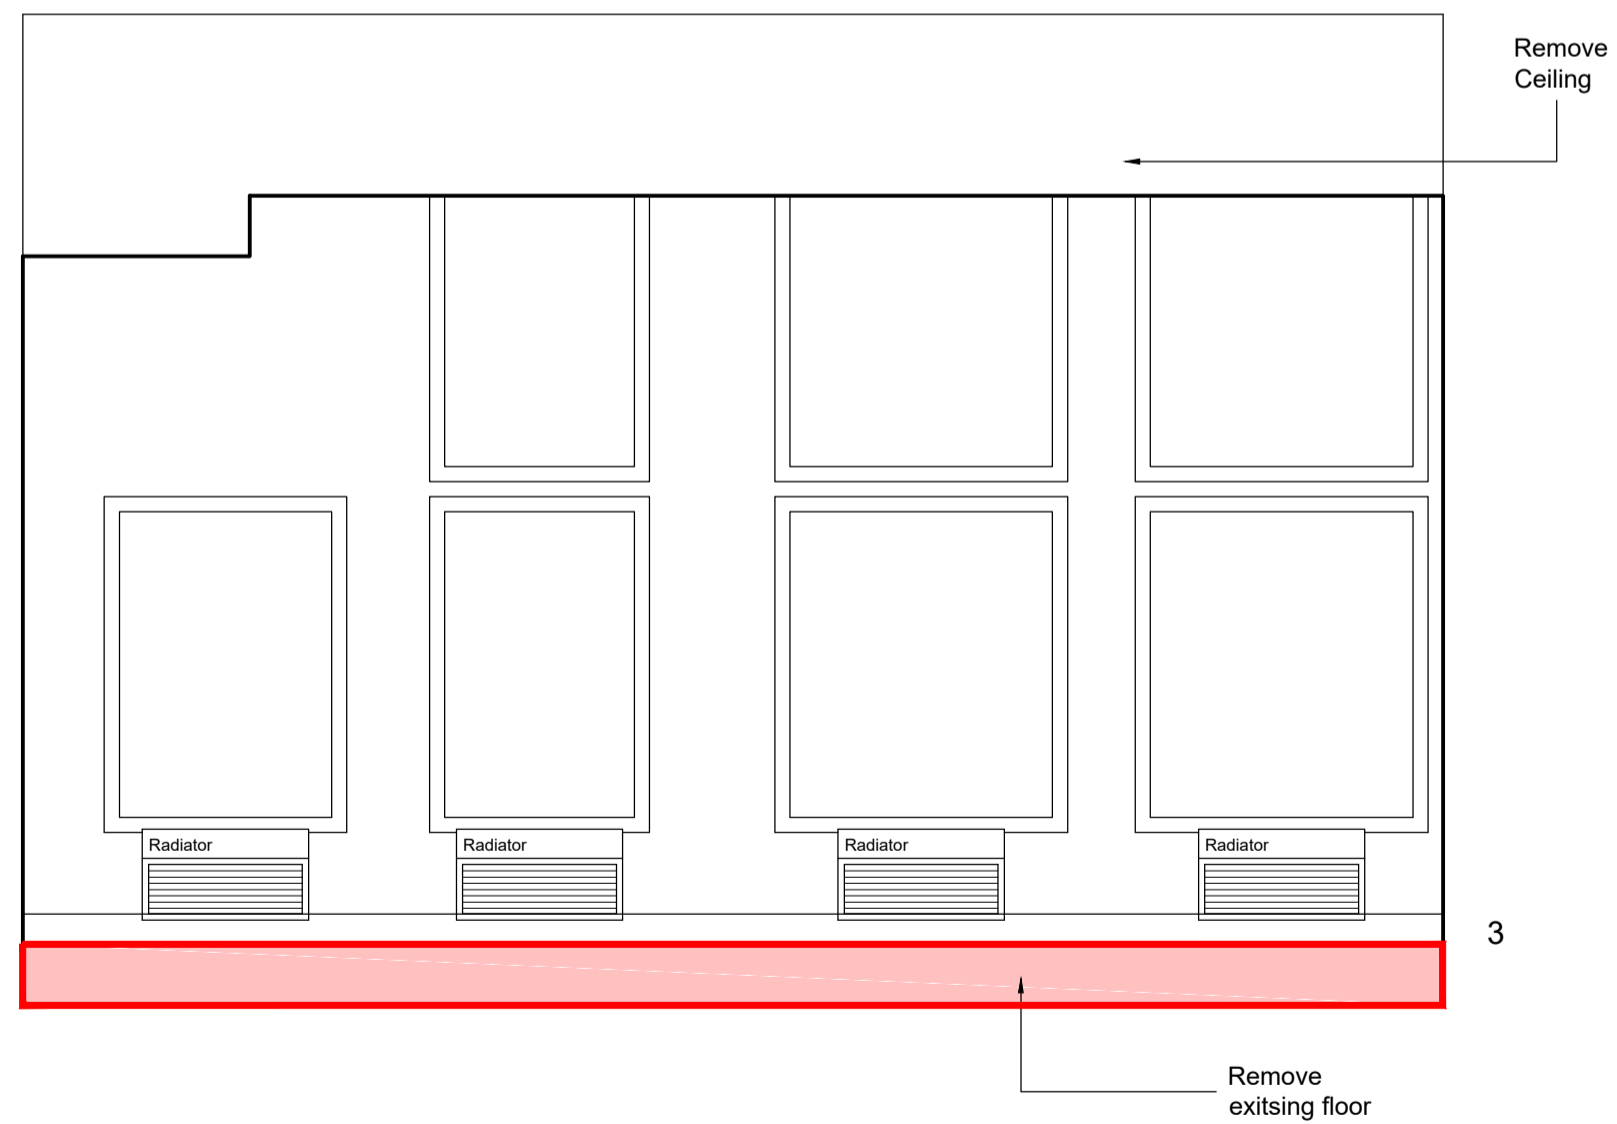 Remove
Ceiling
Radiator
Radiator
Radiator
Radiator
3
Remove
exitsing floor